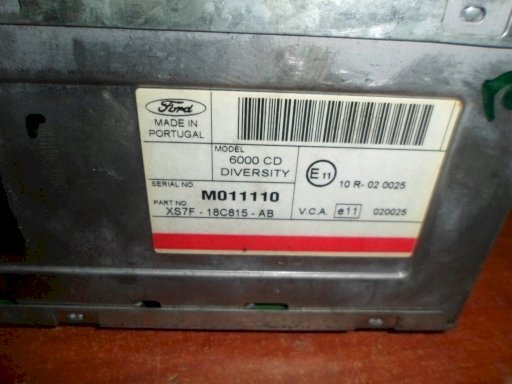 Ford
MADE IN
PORTUGAL
MODEL
6000 CD
DIVERSITY
SERIAL NO.
M011110
PART NO.
XS7F - 18C815 - AB
E 11
10 R- 02 0025
V.C.A.
e11
020025